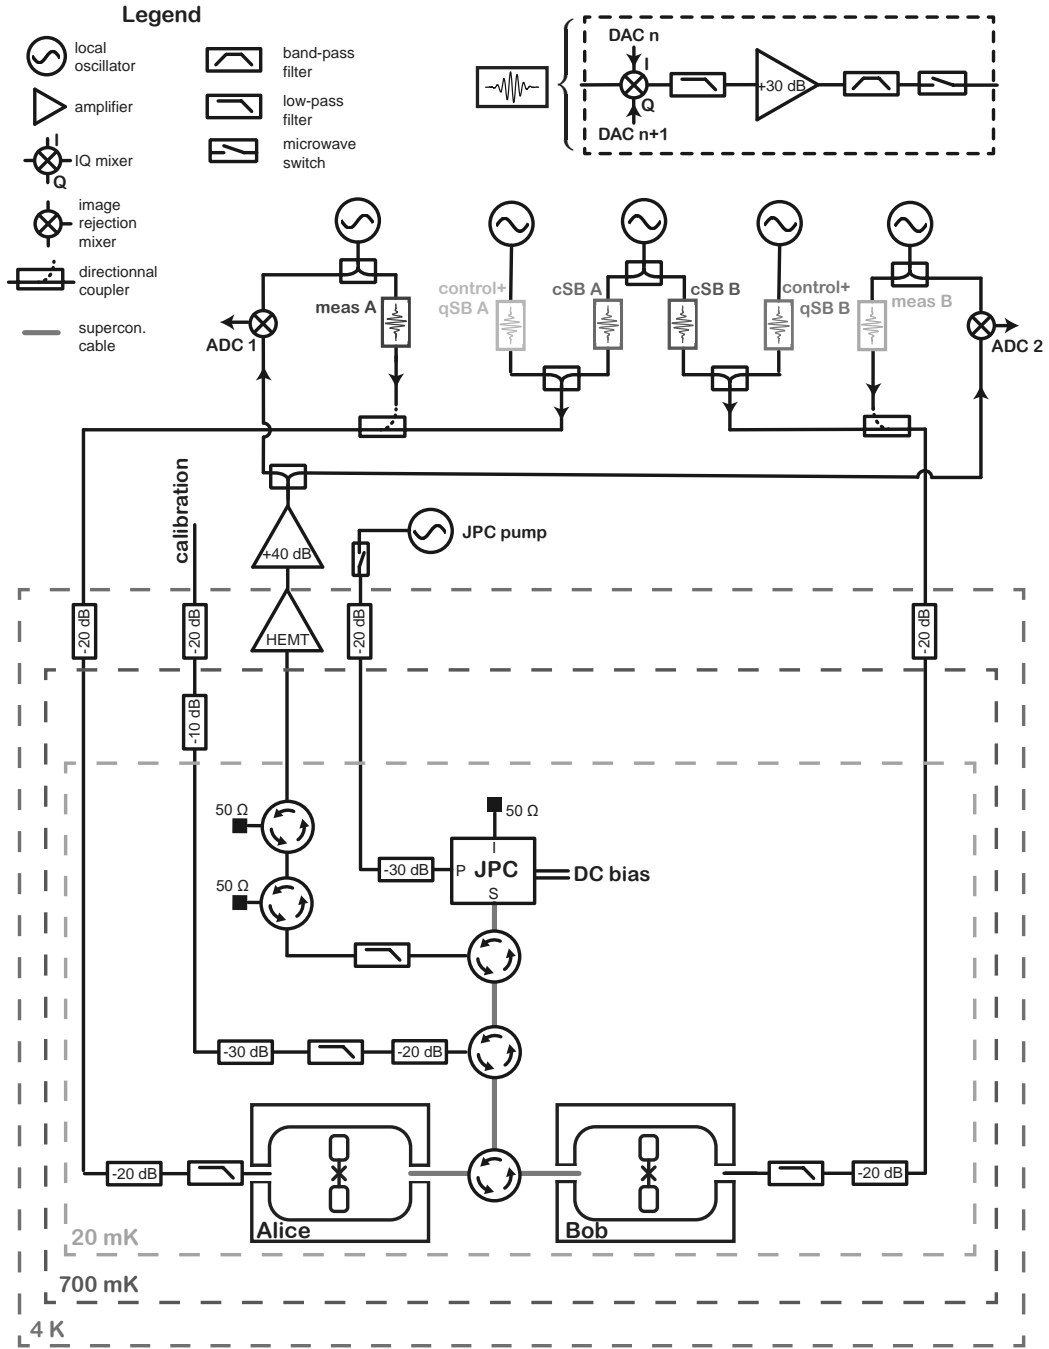 Legend
local
oscillator
amplifier
I
IQ mixer
Q
image
rejection
mixer
directionnal
coupler
supercon.
cable
band-pass
filter
low-pass
filter
microwave
switch
DAC n
I
Q
+30 dB
DAC n+1
meas A
control+
qSB A
cSB A
cSB B
control+
qSB B
meas B
ADC 1
ADC 2
calibration
+40 dB
JPC pump
HEMT
-20 dB
-20 dB
-20 dB
-20 dB
-10 dB
50 Ω
50 Ω
50 Ω
I
P
JPC
S
-30 dB
DC bias
-30 dB
-20 dB
-20 dB
-20 dB
Alice
Bob
20 mK
700 mK
4 K